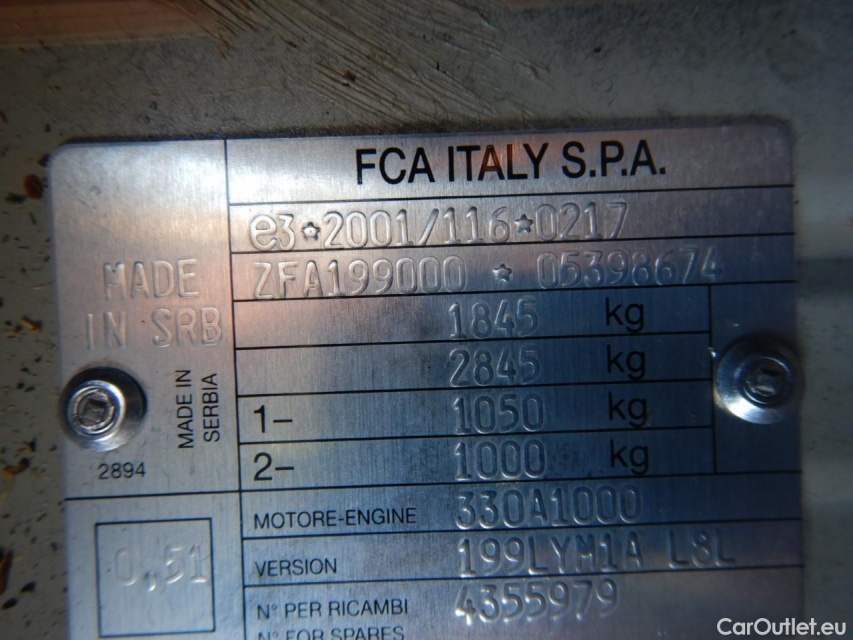 FCA ITALY S.P.A.
e3*2001/116*0217
ZFA199000 * 05398674
MADE
IN SRB
1845 kg
2845 kg
1- 1050 kg
2- 1000 kg
MADE IN
SERBIA
2894
MOTORE-ENGINE 330A1000
VERSION 199LYM1A L8L
0,51
N° PER RICAMBI 4355979
N° FOR SPARES
CarOutlet.eu